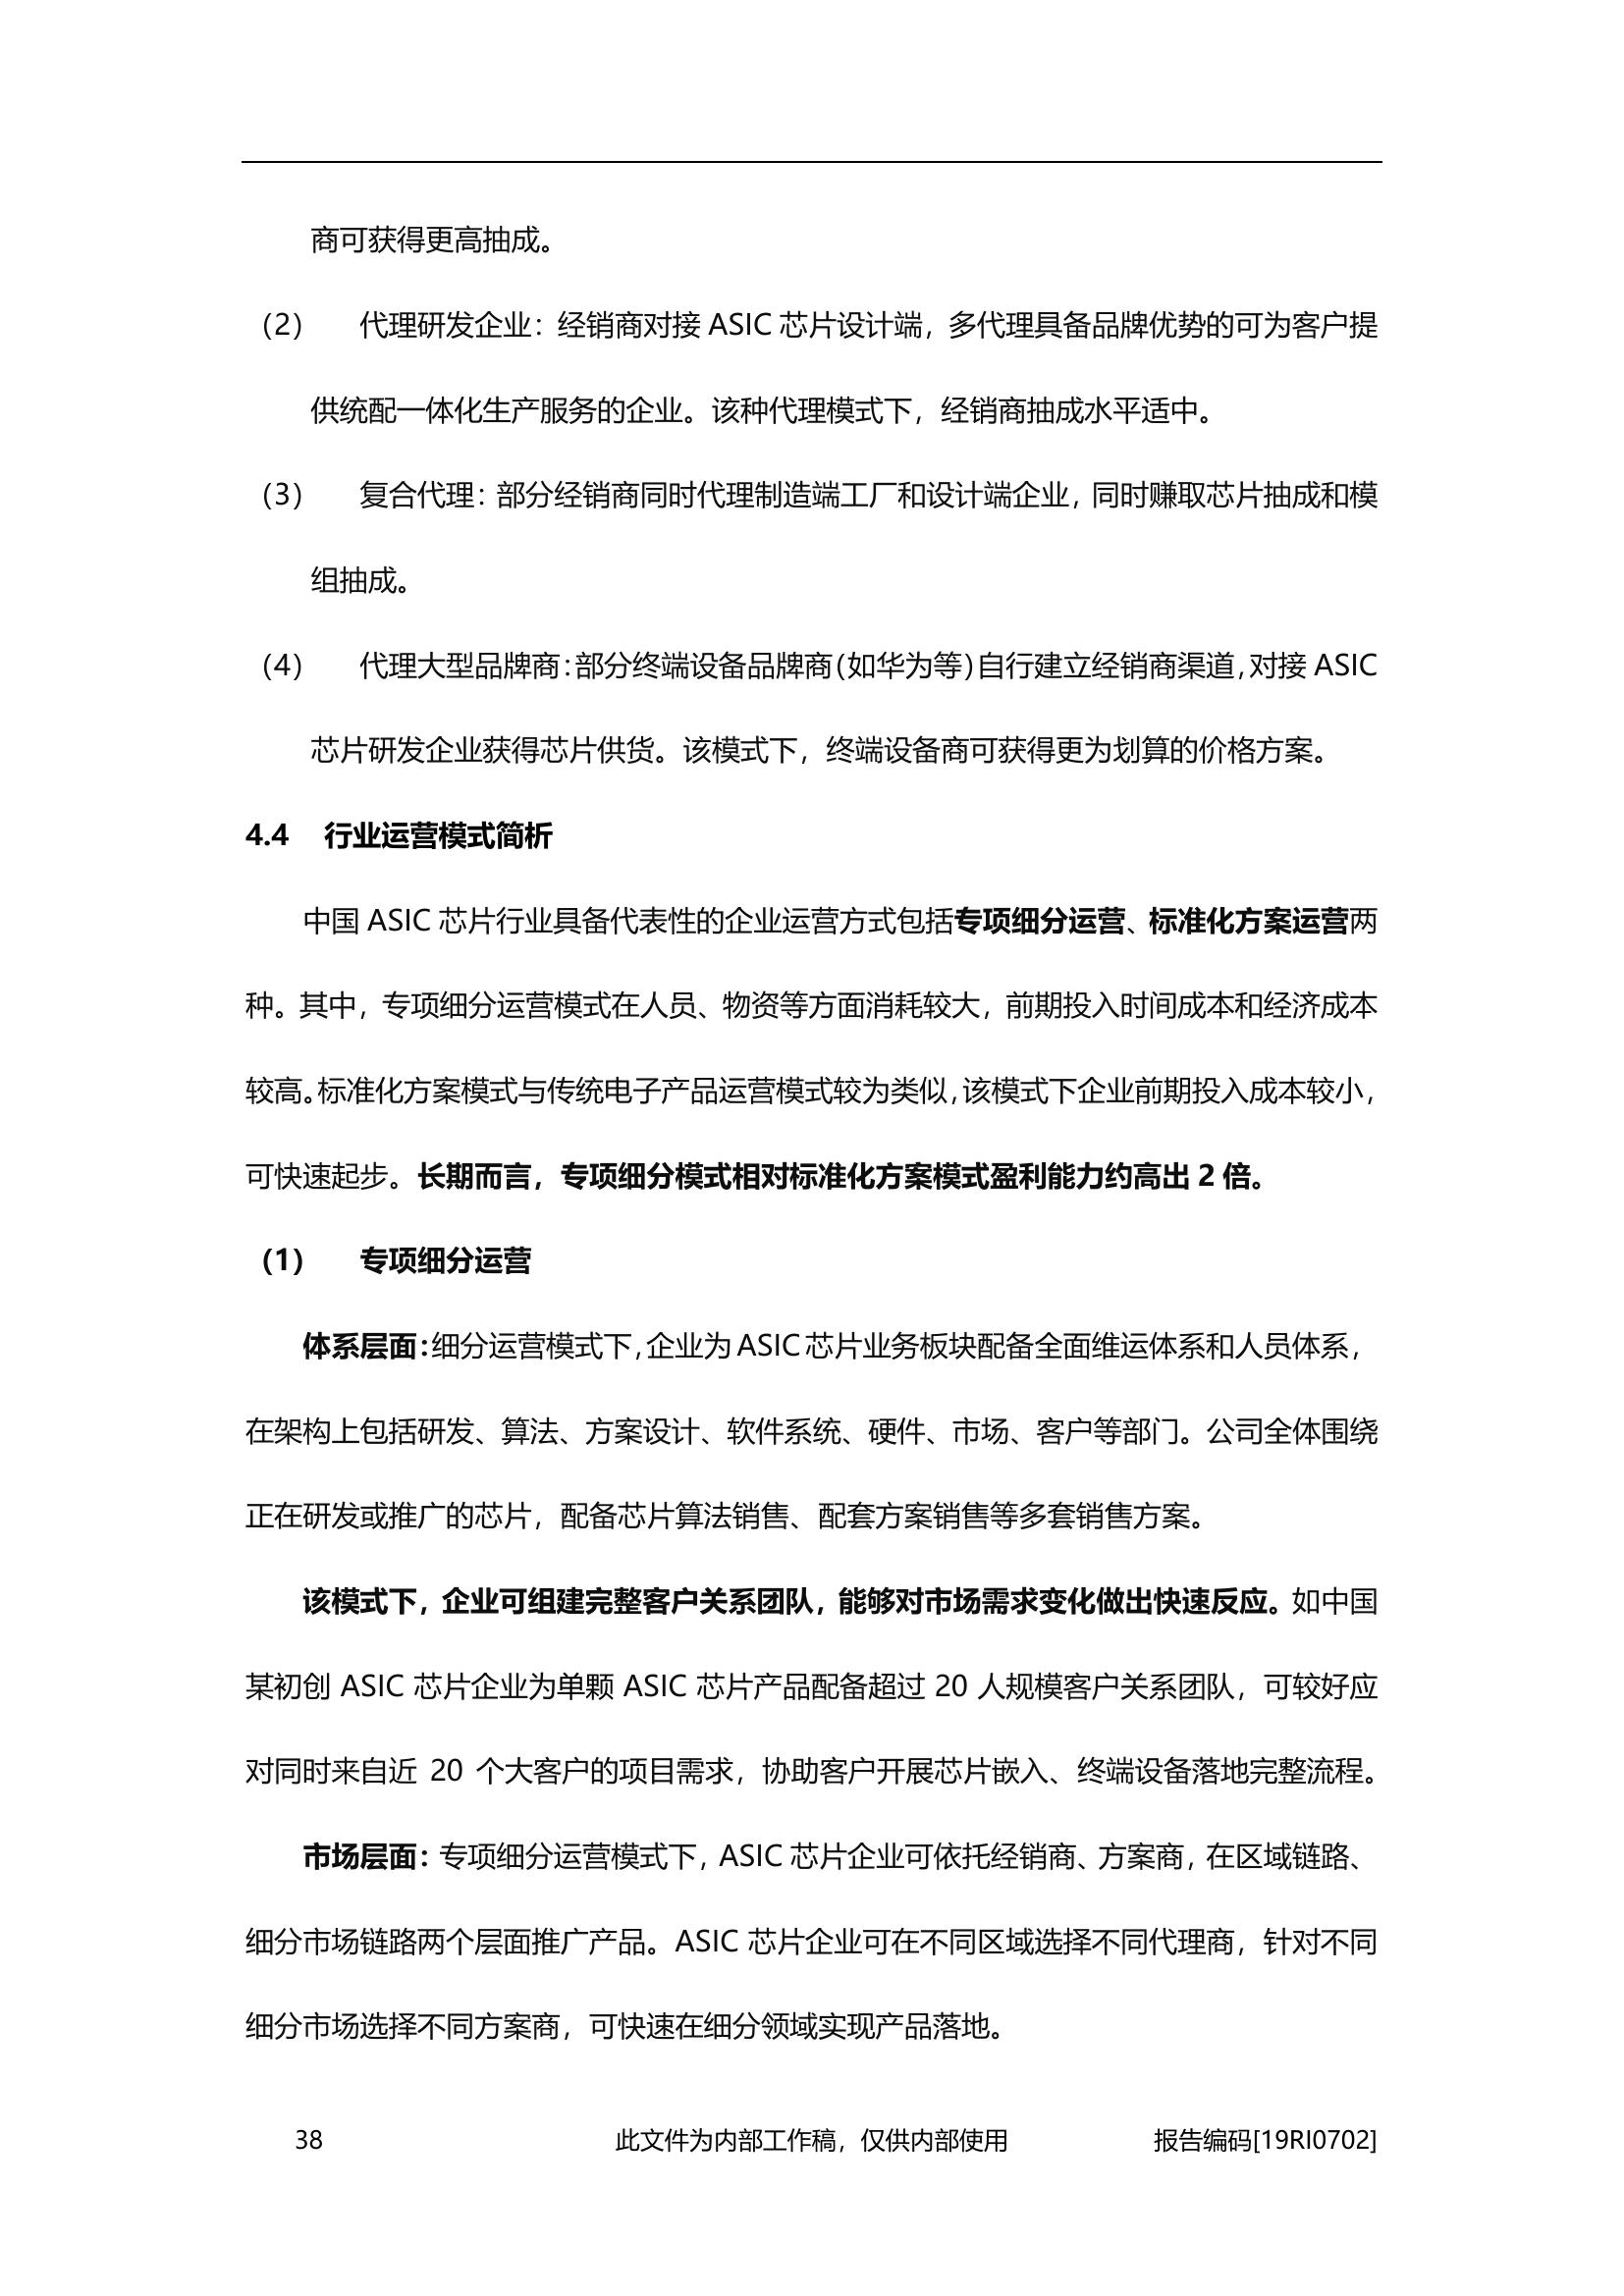 商可获得更高抽成。
（2） 代理研发企业：经销商对接 ASIC 芯片设计端，多代理具备品牌优势的可为客户提
供统配一体化生产服务的企业。该种代理模式下，经销商抽成水平适中。
（3） 复合代理：部分经销商同时代理制造端工厂和设计端企业，同时赚取芯片抽成和模
组抽成。
（4） 代理大型品牌商：部分终端设备品牌商（如华为等）自行建立经销商渠道，对接 ASIC
芯片研发企业获得芯片供货。该模式下，终端设备商可获得更为划算的价格方案。
4.4 行业运营模式简析
中国 ASIC 芯片行业具备代表性的企业运营方式包括专项细分运营、标准化方案运营两
种。其中，专项细分运营模式在人员、物资等方面消耗较大，前期投入时间成本和经济成本
较高。标准化方案模式与传统电子产品运营模式较为类似，该模式下企业前期投入成本较小，
可快速起步。长期而言，专项细分模式相对标准化方案模式盈利能力约高出 2 倍。
（1） 专项细分运营
体系层面：细分运营模式下，企业为 ASIC 芯片业务板块配备全面维运体系和人员体系，
在架构上包括研发、算法、方案设计、软件系统、硬件、市场、客户等部门。公司全体围绕
正在研发或推广的芯片，配备芯片算法销售、配套方案销售等多套销售方案。
该模式下，企业可组建完整客户关系团队，能够对市场需求变化做出快速反应。如中国
某初创 ASIC 芯片企业为单颗 ASIC 芯片产品配备超过 20 人规模客户关系团队，可较好应
对同时来自近 20 个大客户的项目需求，协助客户开展芯片嵌入、终端设备落地完整流程。
市场层面：专项细分运营模式下，ASIC 芯片企业可依托经销商、方案商，在区域链路、
细分市场链路两个层面推广产品。ASIC 芯片企业可在不同区域选择不同代理商，针对不同
细分市场选择不同方案商，可快速在细分领域实现产品落地。
38 此文件为内部工作稿，仅供内部使用 报告编码[19RI0702]